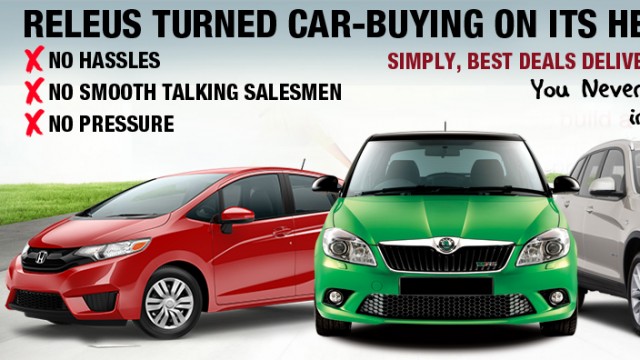 RELEUS TURNED CAR-BUYING ON ITS HE
NO HASSLES
SIMPLY, BEST DEALS DELIVE
NO SMOOTH TALKING SALESMEN
You Never
NO PRESSURE